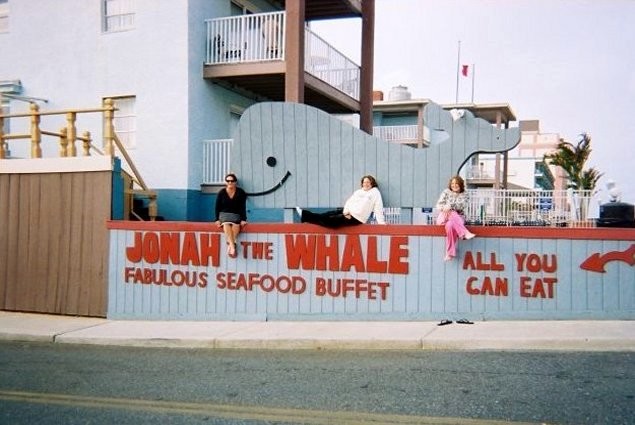 JONAH & THE WHALE
FABULOUS SEAFOOD BUFFET
ALL YOU
CAN EAT